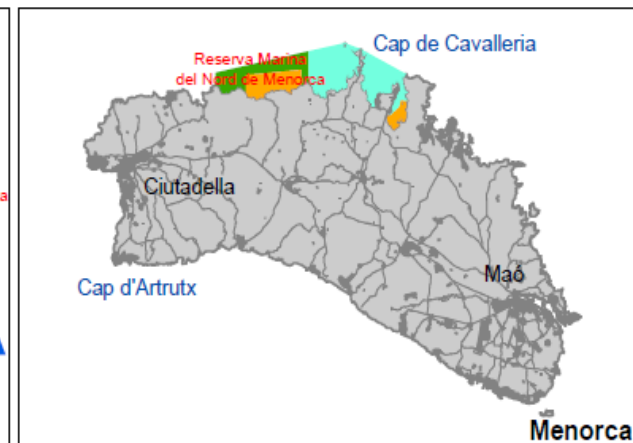 Reserva Marina
del Nord de Menorca
Cap de Cavalleria
Ciutadella
Cap d'Artrutx
Maó
Menorca